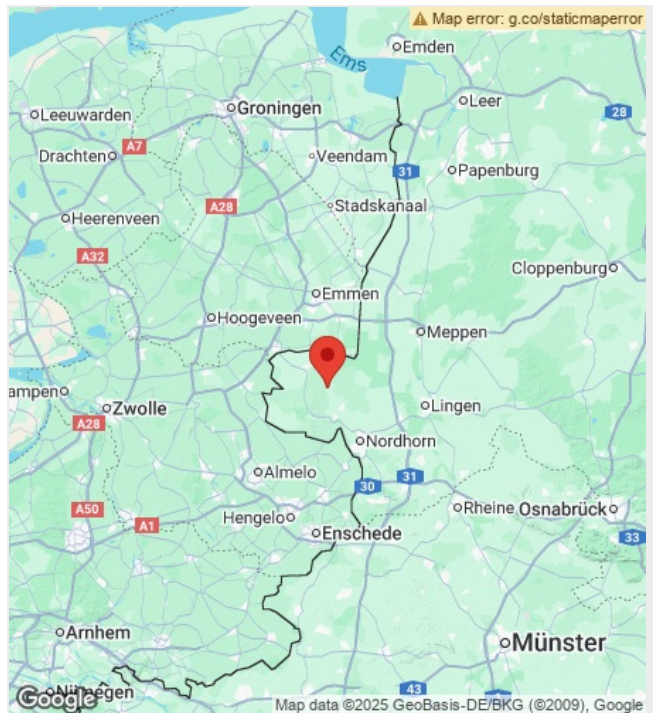 Map error: g.co/staticmaperror
Emden
Ems
Leer
Leeuwarden
Groningen
28
A7
Drachten
Veendam
31
Papenburg
A28
Stadskanaal
Heerenveen
A32
Cloppenburg
Emmen
Hoogeveen
Meppen
ampen
Zwolle
Lingen
A28
Nordhorn
Almelo
31
30
A50
Rheine
Osnabrück
Hengelo
A1
Enschede
33
Arnhem
Münster
Nijmegen
Google
43
Map data ©2025 GeoBasis-DE/BKG (©2009), Google